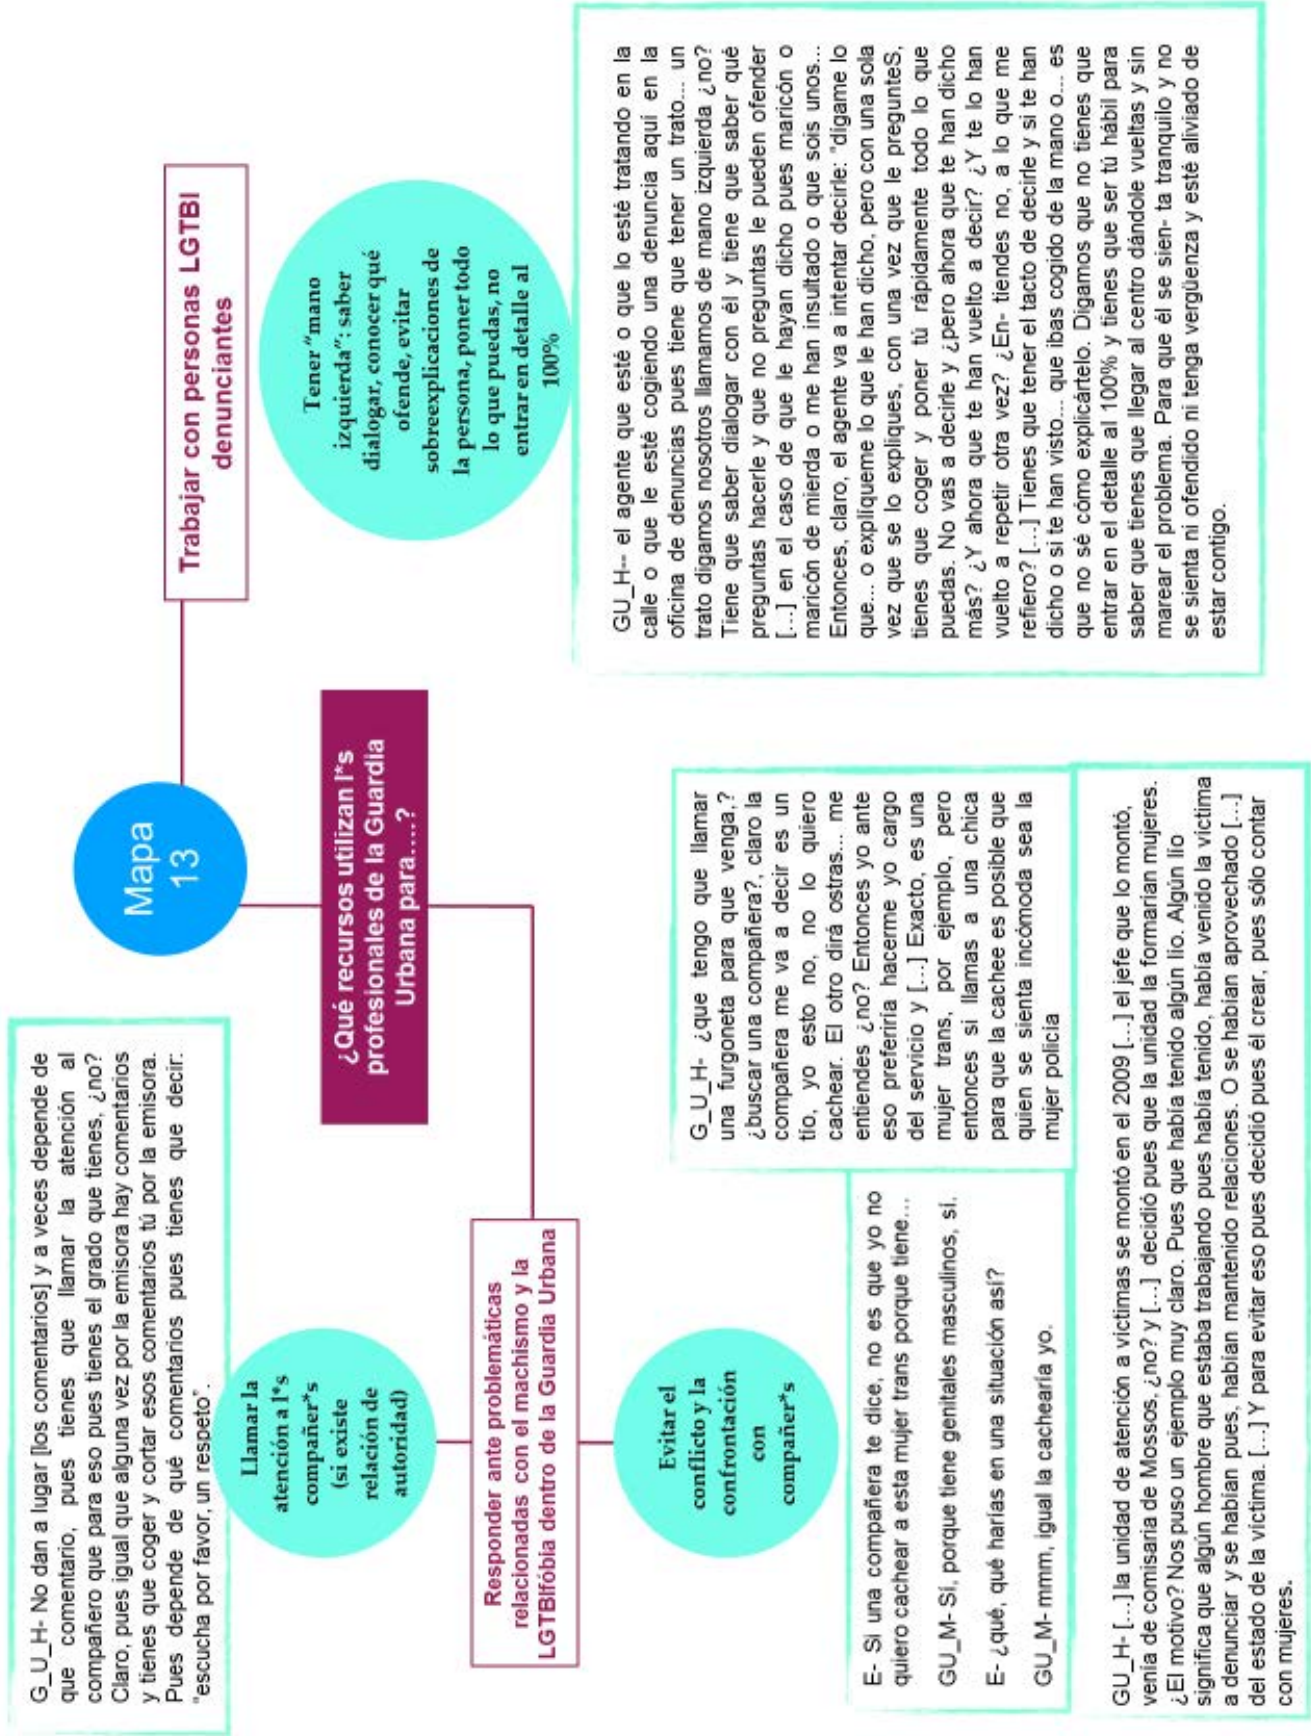 G_U_H- No dan a lugar [los comentarios] y a veces depende de
que comentario, pues tienes que llamar la atención al
compañero que para eso pues tienes el grado que tienes, ¿no?
Claro, pues igual que alguna vez por la emisora hay comentarios
y tienes que coger y cortar esos comentarios tú por la emisora.
Pues depende de qué comentarios pues tienes que decir:
"escucha por favor, un respeto".
Mapa
13
Trabajar con personas LGTBI
denunciantes
Llamar la
atención a l*s
compañer*s
(si existe
relación de
autoridad)
¿Qué recursos utilizan l*s
profesionales de la Guardia
Urbana para....?
Tener "mano
izquierda": saber
dialogar, conocer qué
ofende, evitar
sobreexplicaciones de
la persona, poner todo
lo que puedas, no
entrar en detalle al
100%
Responder ante problemáticas
relacionadas con el machismo y la
LGTBIfóbia dentro de la Guardia Urbana
Evitar el
conflicto y la
confrontación
con
compañer*s
GU_H-- el agente que esté o que lo esté tratando en la
calle o que le esté cogiendo una denuncia aquí en la
oficina de denuncias pues tiene que tener un trato... un
trato digamos nosotros llamamos de mano izquierda ¿no?
Tiene que saber dialogar con él y tiene que saber qué
preguntas hacerle y que no preguntas le pueden ofender
[...] en el caso de que le hayan dicho pues maricón o
maricón de mierda o me han insultado o que sois unos...
Entonces, claro, el agente va a intentar decirle: "dígame lo
que... o explíqueme lo que le han dicho, pero con una sola
vez que se lo expliques, con una vez que le pregunteS,
tienes que coger y poner tú rápidamente todo lo que
puedas. No vas a decirle y ¿pero ahora que te han dicho
más? ¿Y ahora que te han vuelto a decir? ¿Y te lo han
vuelto a repetir otra vez? ¿En- tiendes no, a lo que me
refiero? [...] Tienes que tener el tacto de decirle y si te han
dicho o si te han visto... que ibas cogido de la mano o... es
que no sé cómo explicártelo. Digamos que no tienes que
entrar en el detalle al 100% y tienes que ser tú hábil para
saber que tienes que llegar al centro dándole vueltas y sin
marear el problema. Para que él se sien- ta tranquilo y no
se sienta ni ofendido ni tenga vergüenza y esté aliviado de
estar contigo.
E- Si una compañera te dice, no es que yo no
quiero cachear a esta mujer trans porque tiene...
GU_M- Sí, porque tiene genitales masculinos, sí.
E- ¿qué, qué harías en una situación así?
GU_M- mmm, igual la cachearía yo.
G_U_H- ¿que tengo que llamar
una furgoneta para que venga,?
¿buscar una compañera?, claro la
compañera me va a decir es un
tío, yo esto no, no lo quiero
cachear. El otro dirá ostras... me
entiendes ¿no? Entonces yo ante
eso preferiría hacerme yo cargo
del servicio y [...] Exacto, es una
mujer trans, por ejemplo, pero
entonces si llamas a una chica
para que la cachee es posible que
quien se sienta incómoda sea la
mujer policía
GU_H- [...] la unidad de atención a víctimas se montó en el 2009 [...] el jefe que lo montó,
venía de comisaria de Mossos, ¿no? y [...] decidió pues que la unidad la formarían mujeres.
¿El motivo? Nos puso un ejemplo muy claro. Pues que había tenido algún lío. Algún lío
significa que algún hombre que estaba trabajando pues había tenido, había venido la víctima
a denunciar y se habían pues, habían mantenido relaciones. O se habían aprovechado [...]
del estado de la víctima. [...] Y para evitar eso pues decidió pues él crear, pues sólo contar
con mujeres.